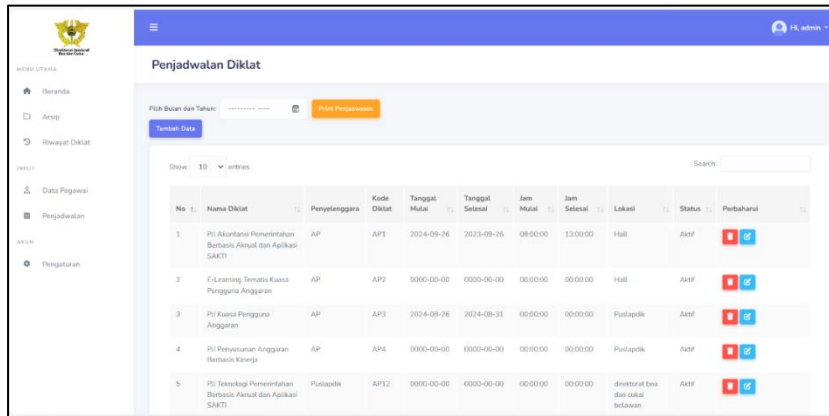 Hi, admin
MENU UTAMA
Beranda
Arsip
Riwayat Diklat
INPUT
Data Pegawai
Penjadwalan
AKUN
Pengaturan
Penjadwalan Diklat
Pilih Bulan dan Tahun: ---------- ---- Print Penjadwalan
Tambah Data
Show 10 entries Search:
No Nama Diklat Penyelenggara Kode Diklat Tanggal Mulai Tanggal Selesai Jam Mulai Jam Selesai Lokasi Status Perbaharui
1 PJJ Akuntansi Pemerintahan Berbasis Akrual dan Aplikasi SAKTI AP AP1 2024-09-26 2023-09-26 08:00:00 13:00:00 Hall Aktif
2 E-Learning Tematis Kuasa Pengguna Anggaran AP AP2 0000-00-00 0000-00-00 00:00:00 00:00:00 Hall Aktif
3 PJJ Kuasa Pengguna Anggaran AP AP3 2024-08-26 2024-08-31 00:00:00 00:00:00 Puslapdik Aktif
4 PJJ Penyusunan Anggaran Berbasis Kinerja AP AP4 0000-00-00 0000-00-00 00:00:00 00:00:00 Puslapdik Aktif
5 PJJ Teknologi Pemerintahan Berbasis Akrual dan Aplikasi SAKTI Puslapdik AP12 0000-00-00 0000-00-00 00:00:00 00:00:00 direktorat bea dan cukai belawan Aktif